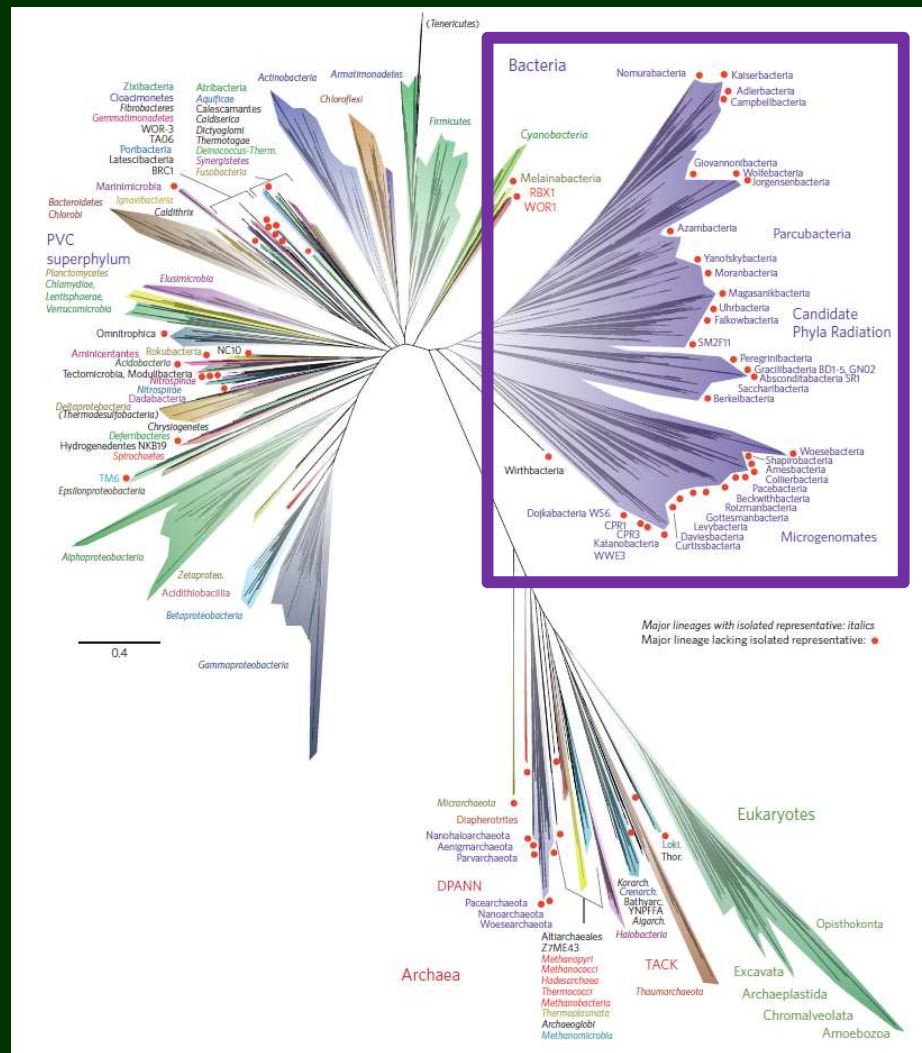 (Tenericutes)
Bacteria
Nomurabacteria
Kaiserbacteria
Adlerbacteria
Campbellbacteria
Zixibacteria
Cloacimonetes
Fibrobacteres
Gemmatimonadetes
WOR-3
TA06
Poribacteria
Latescibacteria
BRC1
Atribacteria
Aquificae
Calescamantes
Caldiserica
Dictyoglomi
Thermotogae
Deinococcus-Therm.
Synergistetes
Fusobacteria
Actinobacteria
Armatimonadetes
Chloroflexi
Firmicutes
Cyanobacteria
Melainabacteria
RBX1
WOR1
Giovannonibacteria
Wolfebacteria
Jorgensenbacteria
Marinimicrobia
Ignavibacteria
Bacteroidetes
Chlorobi
Caldithrix
Azambacteria
Parcubacteria
PVC
superphylum
Planctomycetes
Chlamydiae,
Lentisphaerae,
Verrucomicrobia
Elusimicrobia
Yanofskybacteria
Moranbacteria
Magasanikbacteria
Uhrbacteria
Falkowbacteria
Candidate
Phyla Radiation
SM2F11
Omnitrophica
Aminicentantes
Rokubacteria
NC10
Acidobacteria
Tectomicrobia, Modulibacteria
Nitrospinae
Nitrospirae
Dadabacteria
Peregrinibacteria
Gracilibacteria BD1-5, GN02
Absconditabacteria SR1
Saccharibacteria
Berkelbacteria
Deltaprotebacteria
(Thermodesulfobacteria)
Chrysiogenetes
Deferribacteres
Hydrogenedentes NKB19
Spirochaetes
TM6
Epsilonproteobacteria
Wirthbacteria
Woesebacteria
Shapirobacteria
Amesbacteria
Collierbacteria
Pacebacteria
Beckwithbacteria
Roizmanbacteria
Gottesmanbacteria
Levybacteria
Daviesbacteria
Curtissbacteria
Dojkabacteria WS6
CPR1
CPR3
Katanobacteria
WWE3
Microgenomates
Alphaproteobacteria
Zetaproteo.
Acidithiobacillia
Betaproteobacteria
Major lineages with isolated representative: italics
Major lineage lacking isolated representative:
0.4
Gammaproteobacteria
Micrarchaeota
Diapherotrites
Nanohaloarchaeota
Aenigmarchaeota
Parvarchaeota
Eukaryotes
Loki.
Thor.
DPANN
Pacearchaeota
Nanoarchaeota
Woesearchaeota
Korarch.
Crenarch.
Bathyarc.
YNPFFA
Aigarch.
Opisthokonta
Altiarchaeales
Z7ME43
Methanopyri
Methanococci
Hadesarchaea
Thermococci
Methanobacteria
Thermoplasmata
Archaeoglobi
Methanomicrobia
Halobacteria
Archaea
TACK
Thaumarchaeota
Excavata
Archaeplastida
Chromalveolata
Amoebozoa